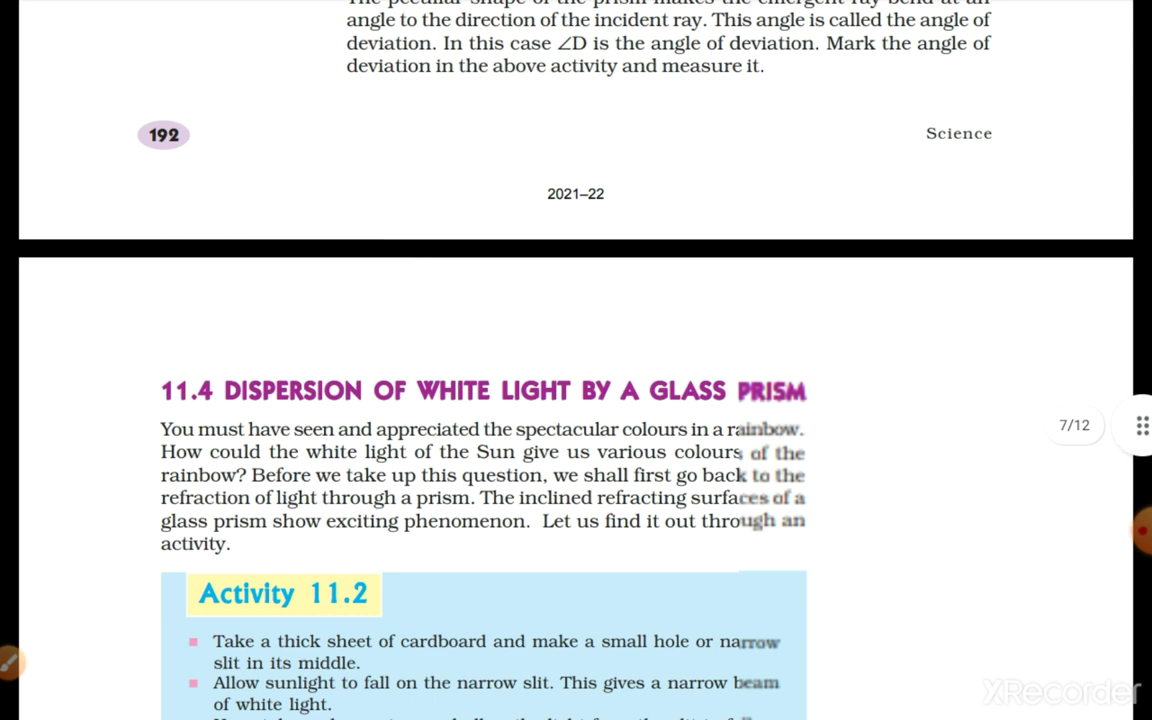 angle to the direction of the incident ray. This angle is called the angle of
deviation. In this case ∠D is the angle of deviation. Mark the angle of
deviation in the above activity and measure it.
192
Science
2021–22
11.4 DISPERSION OF WHITE LIGHT BY A GLASS PRISM
You must have seen and appreciated the spectacular colours in a rainbow.
How could the white light of the Sun give us various colours of the
rainbow? Before we take up this question, we shall first go back to the
refraction of light through a prism. The inclined refracting surfaces of a
glass prism show exciting phenomenon. Let us find it out through an
activity.
7/12
Activity 11.2
Take a thick sheet of cardboard and make a small hole or narrow
slit in its middle.
Allow sunlight to fall on the narrow slit. This gives a narrow beam
of white light.
XRecorder